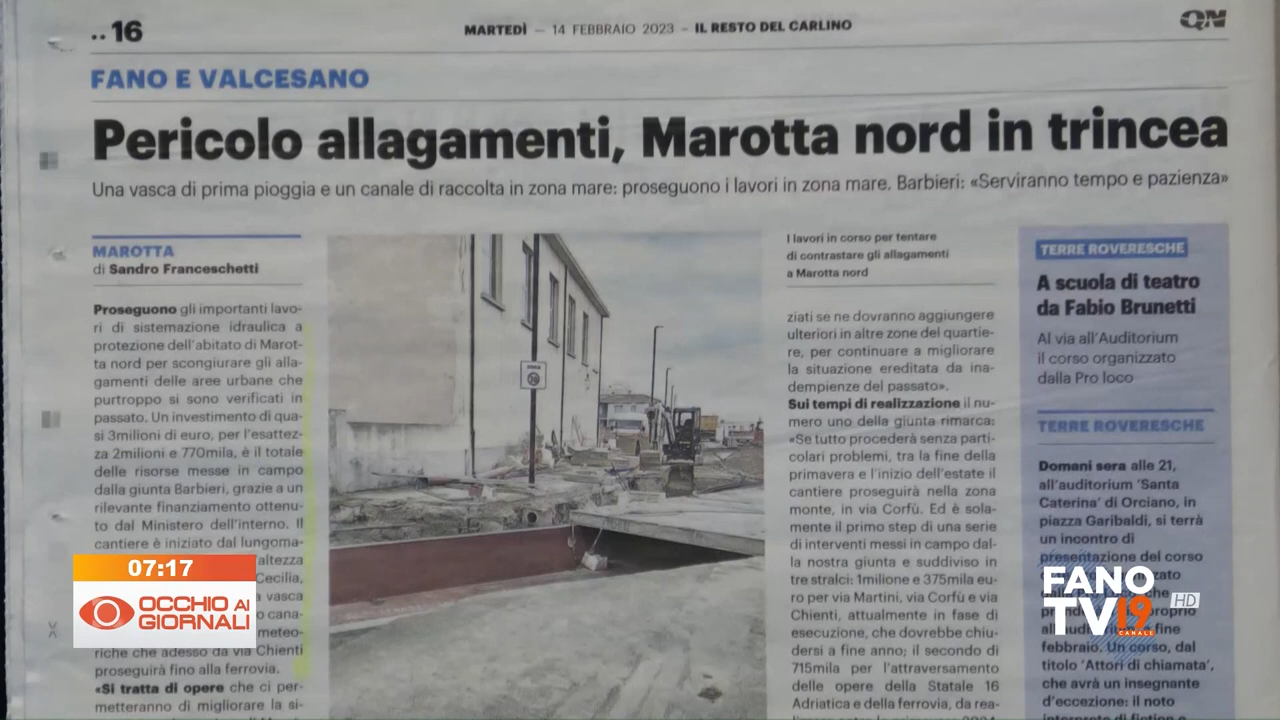 .. 16
MARTEDÌ — 14 FEBBRAIO 2023 – IL RESTO DEL CARLINO
QN
FANO E VALCESANO
Pericolo allagamenti, Marotta nord in trincea
Una vasca di prima pioggia e un canale di raccolta in zona mare: proseguono i lavori in zona mare. Barbieri: «Serviranno tempo e pazienza»
MAROTTA
di Sandro Franceschetti
Proseguono gli importanti lavo-
ri di sistemazione idraulica a
protezione dell'abitato di Marot-
ta nord per scongiurare gli alla-
gamenti delle aree urbane che
purtroppo si sono verificati in
passato. Un investimento di qua-
si 3milioni di euro, per l'esattez-
za 2milioni e 770mila, è il totale
delle risorse messe in campo
dalla giunta Barbieri, grazie a un
rilevante finanziamento ottenu-
to dal Ministero dell'interno. Il
cantiere è iniziato dal lungoma-
altezza
Cecilia,
vasca
cana-
meteo-
riche che adesso da via Chienti
proseguirà fino alla ferrovia.
«Si tratta di opere che ci per-
metteranno di migliorare la si-
I lavori in corso per tentare
di contrastare gli allagamenti
a Marotta nord
ziati se ne dovranno aggiungere
ulteriori in altre zone del quartie-
re, per continuare a migliorare
la situazione ereditata da ina-
dempienze del passato».
Sui tempi di realizzazione il nu-
mero uno della giunta rimarca:
«Se tutto procederà senza parti-
colari problemi, tra la fine della
primavera e l'inizio dell'estate il
cantiere proseguirà nella zona
monte, in via Corfù. Ed è sola-
mente il primo step di una serie
di interventi messi in campo dal-
la nostra giunta e suddiviso in
tre stralci: 1milione e 375mila eu-
ro per via Martini, via Corfù e via
Chienti, attualmente in fase di
esecuzione, che dovrebbe chiu-
dersi a fine anno; il secondo di
715mila per l'attraversamento
delle opere della Statale 16
Adriatica e della ferrovia, da rea-
TERRE ROVERESCHE
A scuola di teatro
da Fabio Brunetti
Al via all'Auditorium
il corso organizzato
dalla Pro loco
TERRE ROVERESCHE
Domani sera alle 21,
all'auditorium 'Santa
Caterina' di Orciano, in
piazza Garibaldi, si terrà
un incontro di
presentazione del corso
fine
febbraio. Un corso, dal
titolo 'Attori di chiamata',
che avrà un insegnante
d'eccezione: il noto
07:17
OCCHIO AI
GIORNALI
FANO
TV19
CANALE
HD